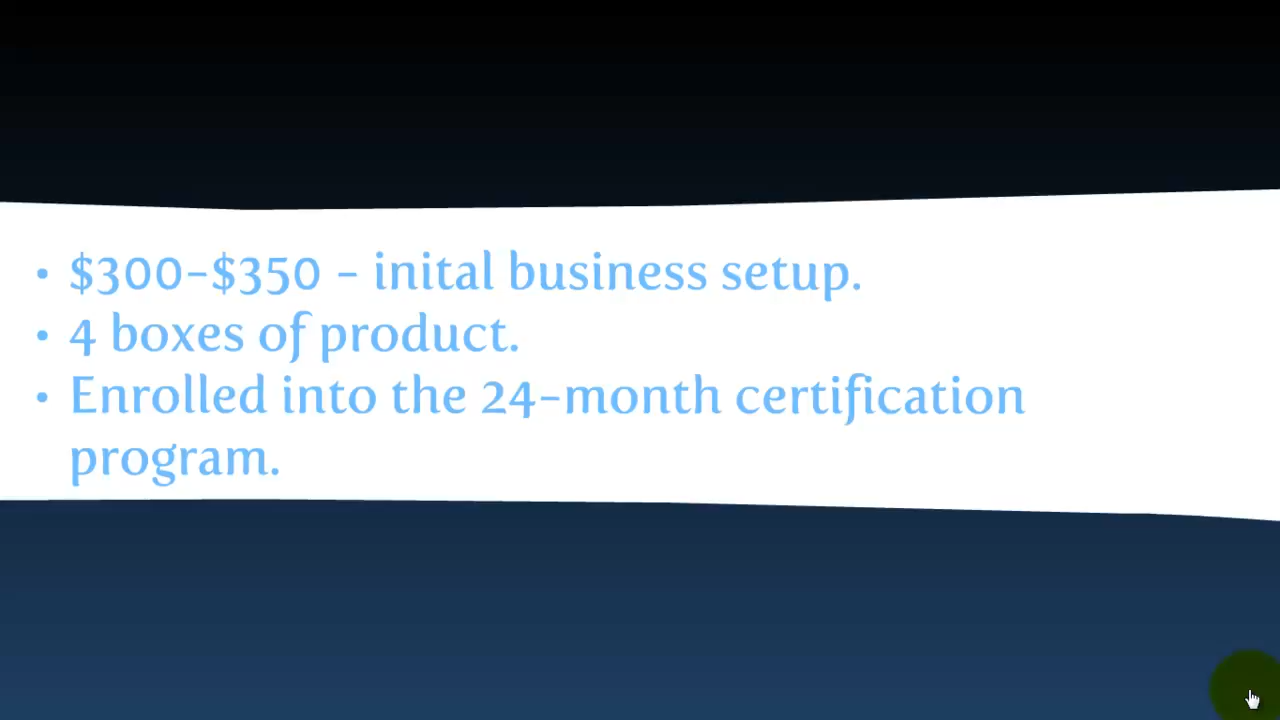 • $300-$350 - inital business setup.
• 4 boxes of product.
• Enrolled into the 24-month certification
program.